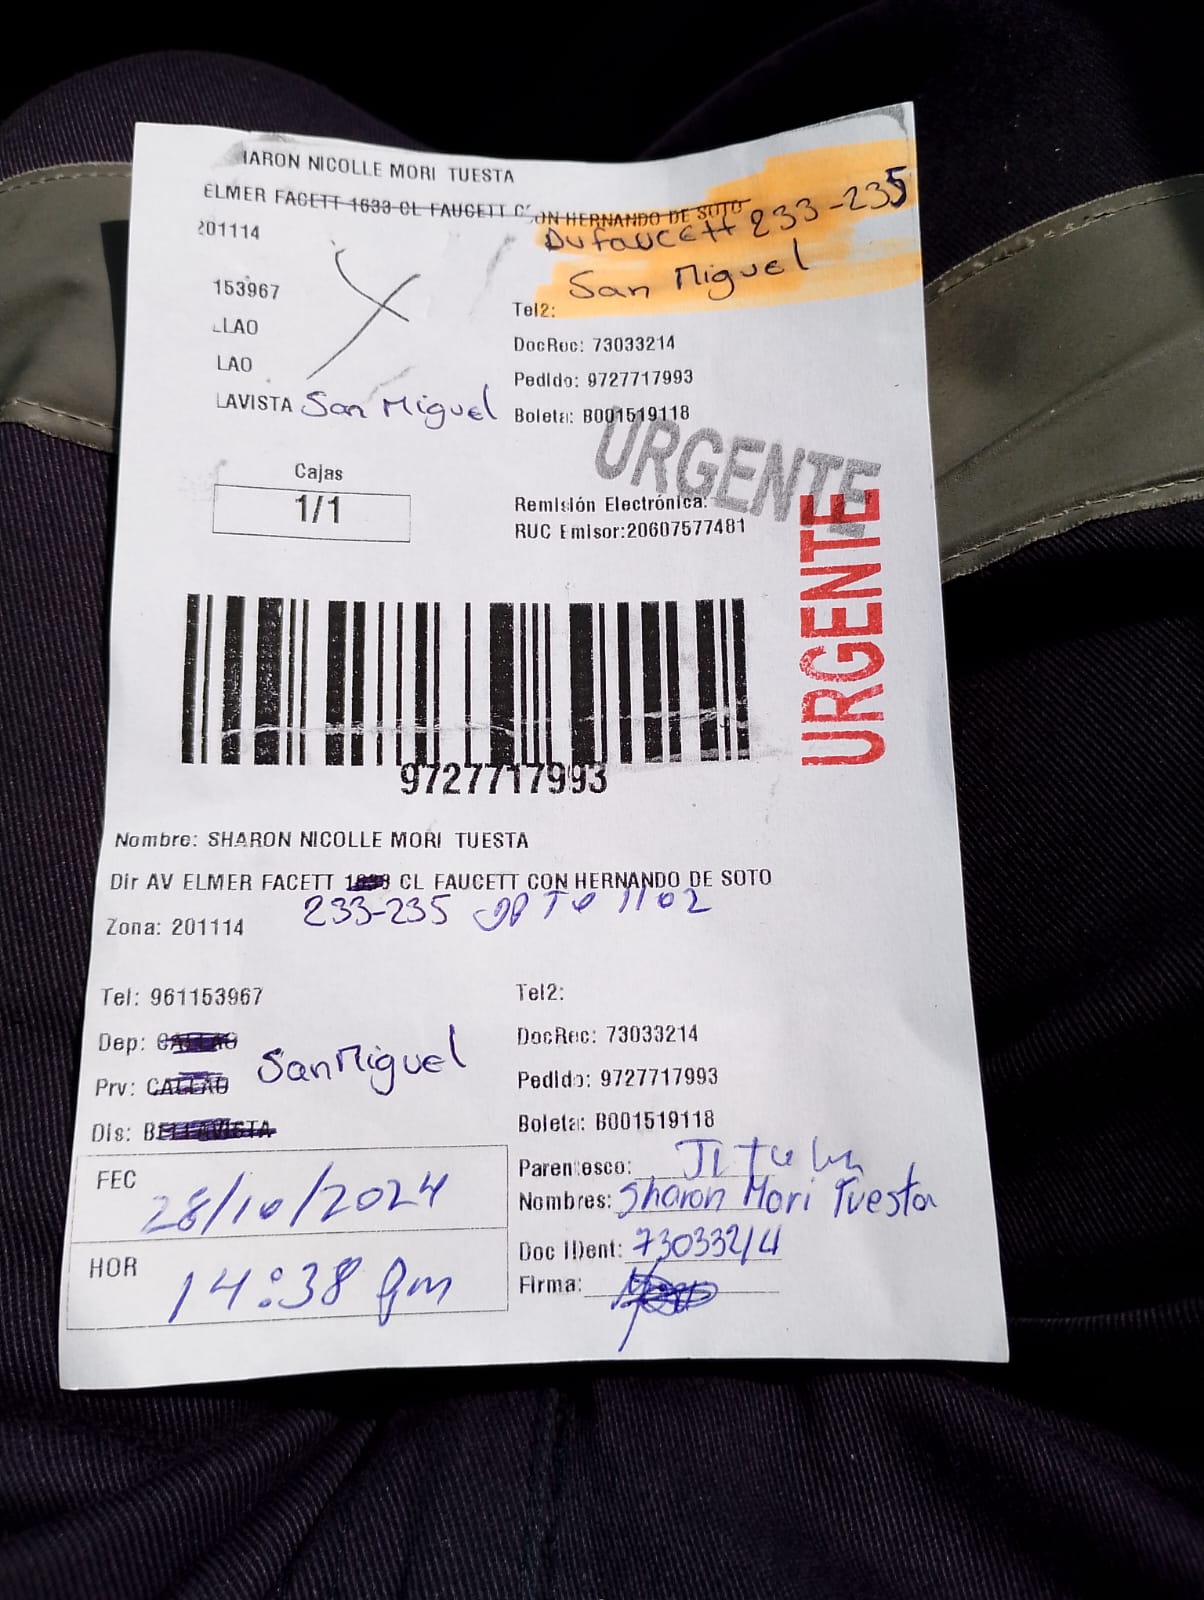 HARON NICOLLE MORI TUESTA
ELMER FACETT 1633 CL FAUCETT CON HERNANDO DE SOTO
Av faucett 233-235
201114
San Miguel
153967
Tel2:
LLAO
DocRec: 73033214
LAO
Pedido: 9727717993
LAVISTA San Miguel
Boleta: B001519118
URGENTE
Cajas
1/1
Remisión Electrónica:
RUC Emisor:20607577481
URGENTE
9727717993
Nombre: SHARON NICOLLE MORI TUESTA
Dir AV ELMER FACETT CL FAUCETT CON HERNANDO DE SOTO
233-235 DPTO 1102
Zona: 201114
Tel: 961153967
Tel2:
Dep: CALLAO
DocRec: 73033214
San Miguel
Prv: CALLAO
Pedido: 9727717993
Dis: BELLAVISTA
Boleta: B001519118
FEC 28/10/2024
Parentesco: Titular
Nombres: Sharon Mori Tuesta
HOR 14:38 pm
Doc IDent: 73033214
Firma: